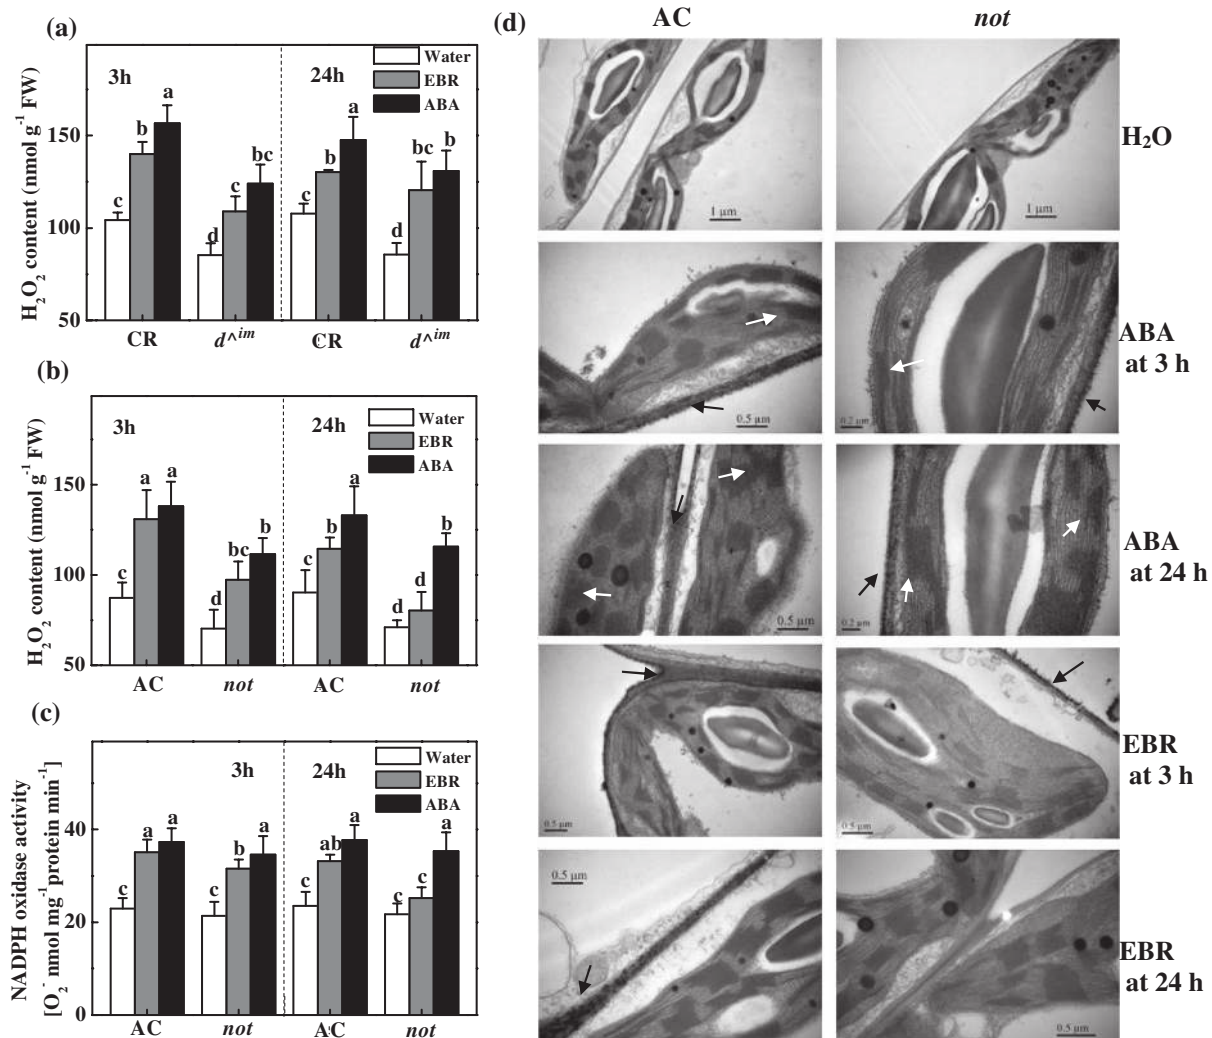 (a)
H₂O₂ content (nmol g⁻¹ FW)
150
100
50
3h
24h
Water
EBR
ABA
c
b
a
d
c
bc
c
b
a
d
bc
b
CR
d^im
CR
d^im
(b)
H₂O₂ content (nmol g⁻¹ FW)
150
100
50
3h
24h
Water
EBR
ABA
c
a
a
d
bc
b
c
b
a
d
d
b
AC
not
AC
not
(c)
NADPH oxidase activity
[O₂⁻ nmol mg⁻¹ protein min⁻¹]
40
20
0
3h
24h
Water
EBR
ABA
c
a
a
c
b
a
c
ab
a
c
c
a
AC
not
AC
not
(d)
AC
not
1 μm
1 μm
H₂O
0.5 μm
0.2 μm
ABA
at 3 h
0.5 μm
0.2 μm
ABA
at 24 h
0.5 μm
0.5 μm
EBR
at 3 h
0.5 μm
0.5 μm
EBR
at 24 h